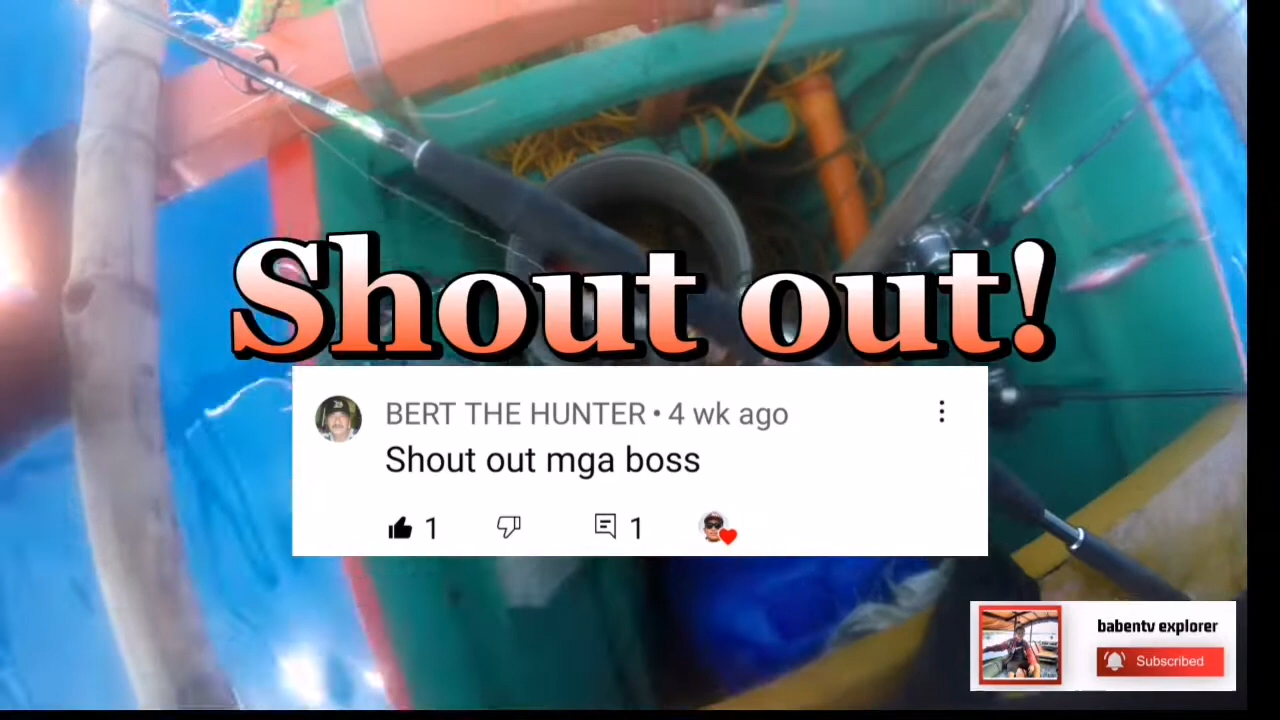 Shout out!
BERT THE HUNTER • 4 wk ago
Shout out mga boss
1 1
babentv explorer
Subscribed